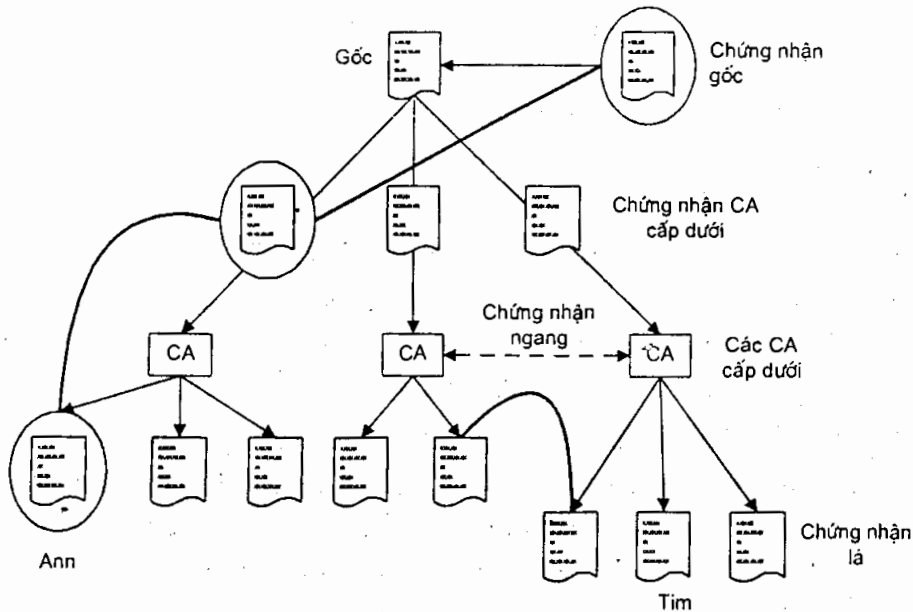 Gốc
Chứng nhận
gốc
Chứng nhận CA
cấp dưới
Chứng nhận
ngang
CA
CA
CA
Các CA
cấp dưới
Chứng nhận
lá
Ann
Tim